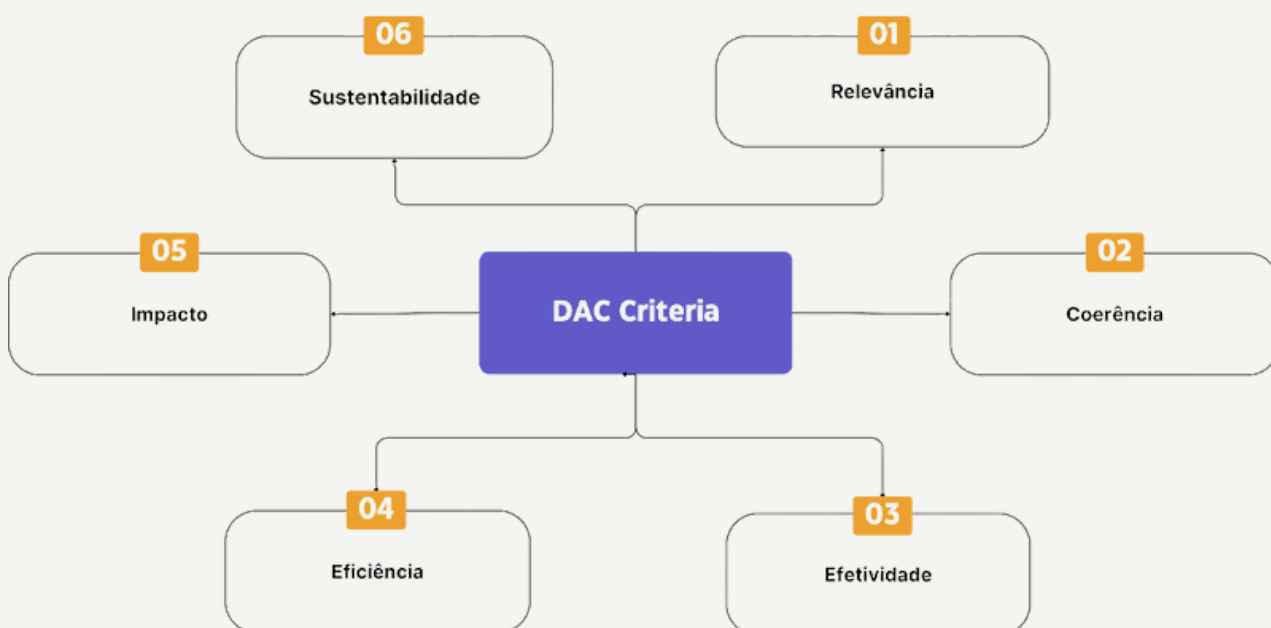 06
Sustentabilidade
01
Relevância
05
Impacto
DAC Criteria
02
Coerência
04
Eficiência
03
Efetividade